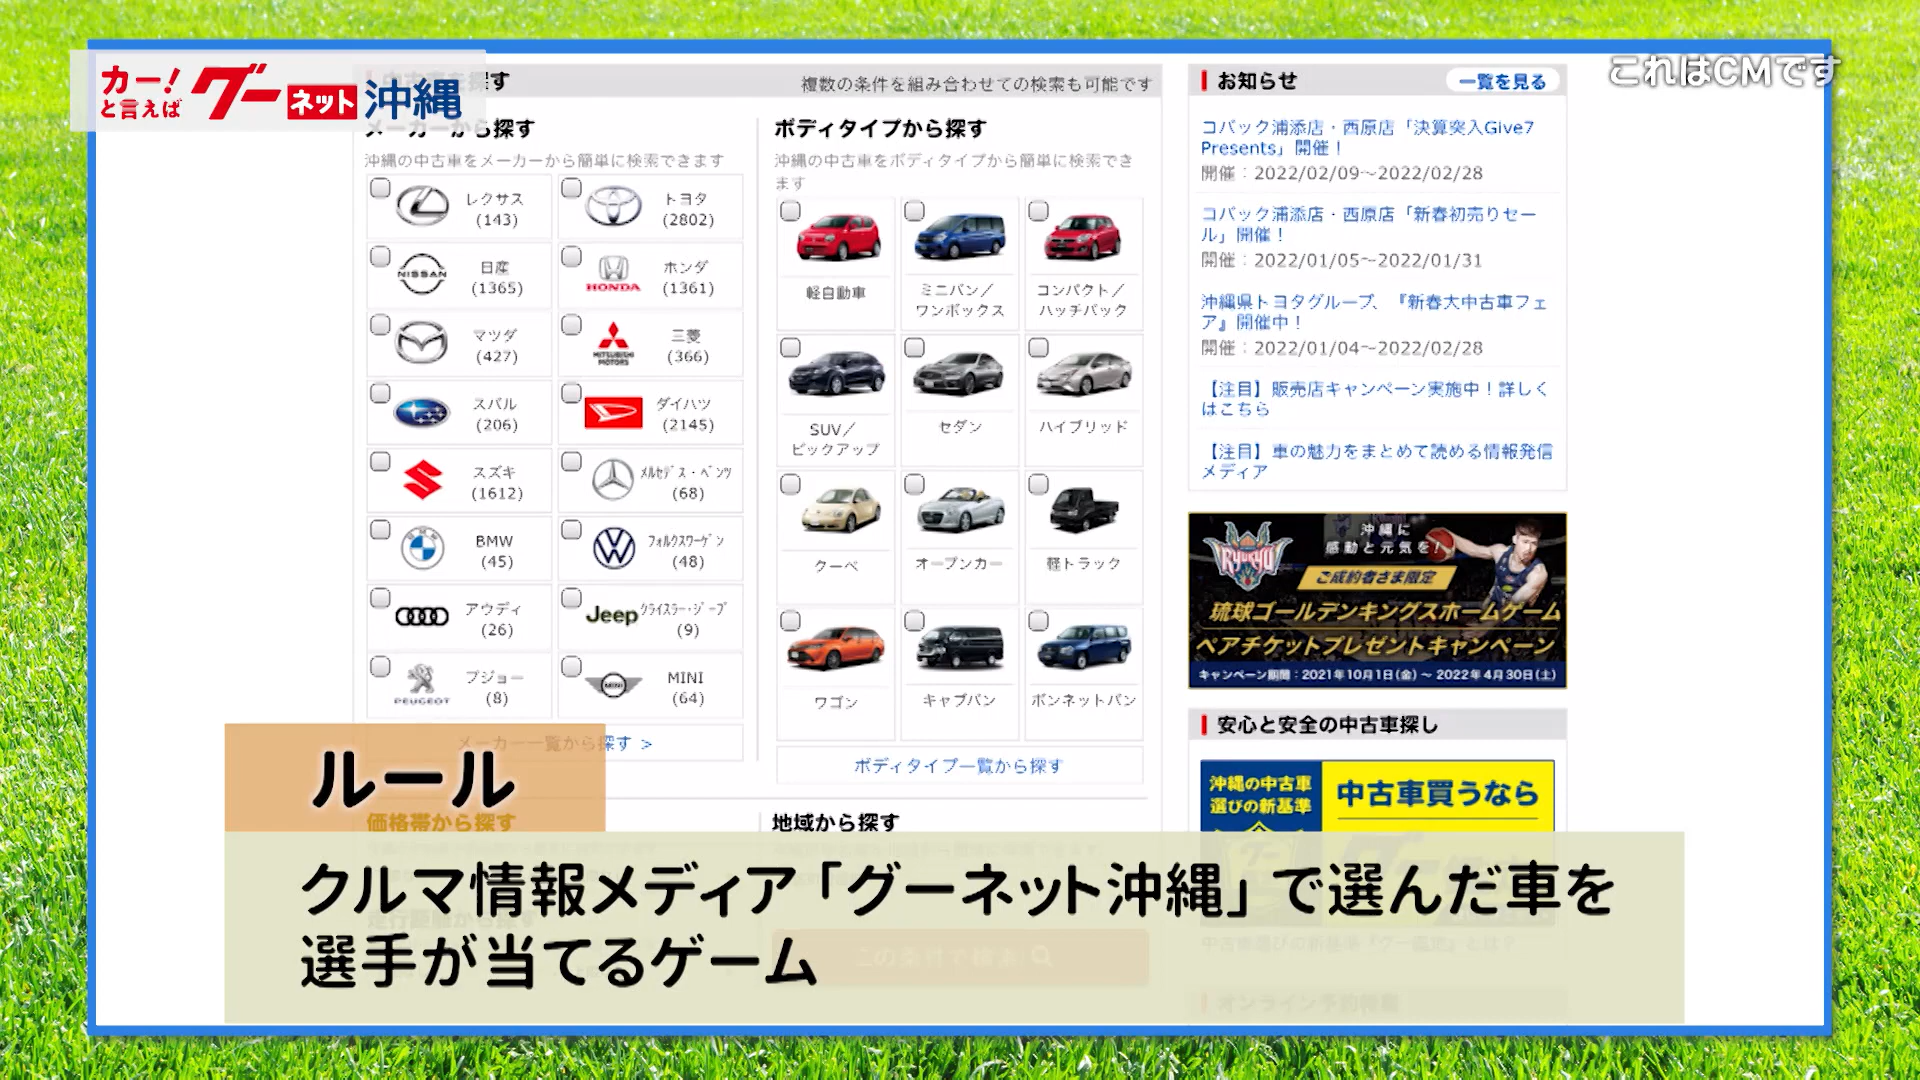 カー！
と言えば
グー
ネット
沖縄
これはCMです
探す
複数の条件を組み合わせての検索も可能です
メーカーから探す
沖縄の中古車をメーカーから簡単に検索できます
レクサス
(143)
トヨタ
(2802)
NISSAN
日産
(1365)
HONDA
ホンダ
(1361)
マツダ
(427)
MITSUBISHI
MOTORS
三菱
(366)
スバル
(206)
ダイハツ
(2145)
スズキ
(1612)
メルセデス・ベンツ
(68)
BMW
(45)
フォルクスワーゲン
(48)
アウディ
(26)
Jeep
クライスラー・ジープ
(9)
PEUGEOT
プジョー
(8)
MINI
MINI
(64)
メーカー一覧から探す >
価格帯から探す
ボディタイプから探す
沖縄の中古車をボディタイプから簡単に検索でき
ます
軽自動車
ミニバン／
ワンボックス
コンパクト／
ハッチバック
SUV／
ピックアップ
セダン
ハイブリッド
クーペ
オープンカー
軽トラック
ワゴン
キャブバン
ボンネットバン
ボディタイプ一覧から探す
地域から探す
この条件で検索
お知らせ
一覧を見る
コバック浦添店・西原店「決算突入Give7
Presents」開催！
開催：2022/02/09～2022/02/28
コバック浦添店・西原店「新春初売りセー
ル」開催！
開催：2022/01/05～2022/01/31
沖縄県トヨタグループ、『新春大中古車フェ
ア』開催中！
開催：2022/01/04～2022/02/28
【注目】販売店キャンペーン実施中！詳しく
はこちら
【注目】車の魅力をまとめて読める情報発信
メディア
RYUKYU
沖縄に
感動と元気を！
ご成約者さま限定
琉球ゴールデンキングスホームゲーム
ペアチケットプレゼントキャンペーン
キャンペーン期間：2021年10月1日(金)～2022年4月30日(土)
安心と安全の中古車探し
沖縄の中古車
選びの新基準
中古車買うなら
ルール
クルマ情報メディア「グーネット沖縄」で選んだ車を
選手が当てるゲーム